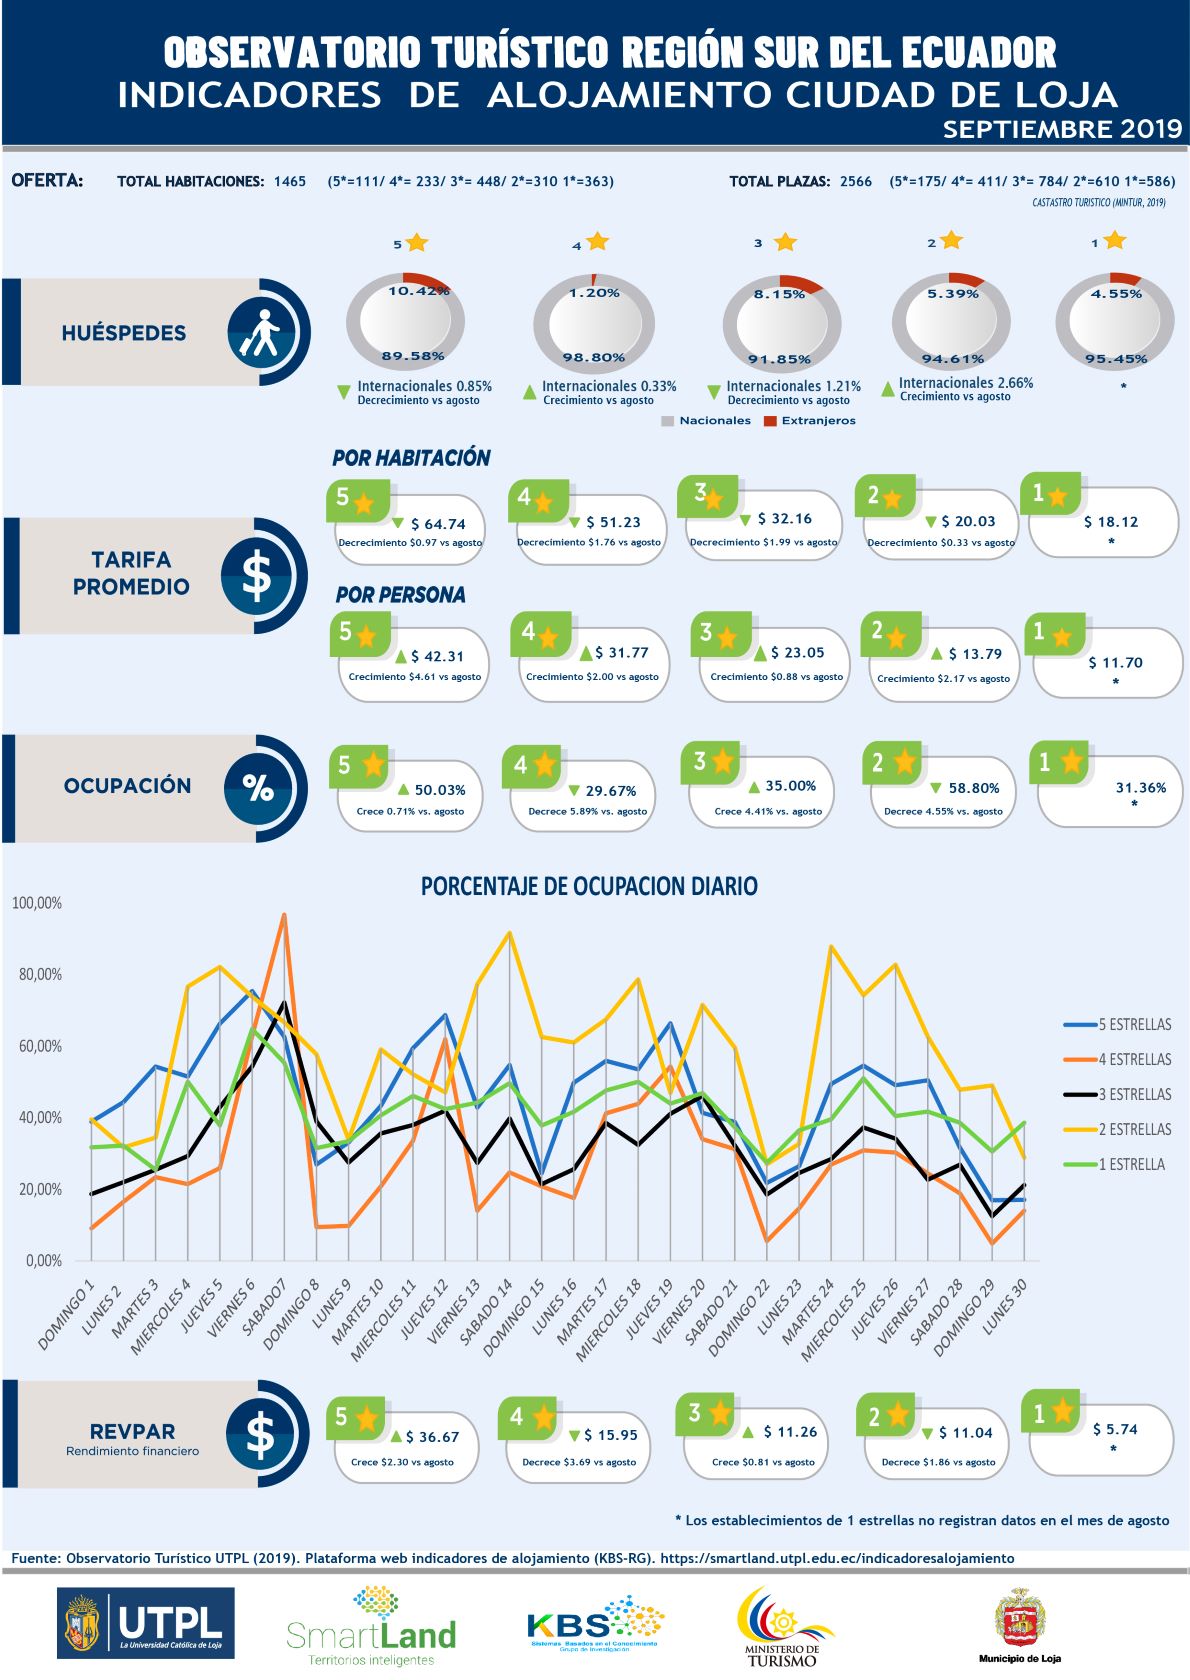 OBSERVATORIO TURÍSTICO REGIÓN SUR DEL ECUADOR
INDICADORES DE ALOJAMIENTO CIUDAD DE LOJA
SEPTIEMBRE 2019
OFERTA: TOTAL HABITACIONES: 1465 (5*=111/ 4*= 233/ 3*= 448/ 2*=310 1*=363) TOTAL PLAZAS: 2566 (5*=175/ 4*= 411/ 3*= 784/ 2*=610 1*=586)
CASTASTRO TURISTICO (MINTUR, 2019)
5 4 3 2 1
HUÉSPEDES
10.42% 1.20% 8.15% 5.39% 4.55%
89.58% 98.80% 91.85% 94.61% 95.45%
Internacionales 0.85% Internacionales 0.33% Internacionales 1.21% Internacionales 2.66% *
Decrecimiento vs agosto Crecimiento vs agosto Decrecimiento vs agosto Crecimiento vs agosto
Nacionales Extranjeros
POR HABITACIÓN
TARIFA
PROMEDIO
$
5 4 3 2 1
$ 64.74 $ 51.23 $ 32.16 $ 20.03 $ 18.12
Decrecimiento $0.97 vs agosto Decrecimiento $1.76 vs agosto Decrecimiento $1.99 vs agosto Decrecimiento $0.33 vs agosto *
POR PERSONA
5 4 3 2 1
$ 42.31 $ 31.77 $ 23.05 $ 13.79 $ 11.70
Crecimiento $4.61 vs agosto Crecimiento $2.00 vs agosto Crecimiento $0.88 vs agosto Crecimiento $2.17 vs agosto *
OCUPACIÓN %
5 4 3 2 1
50.03% 29.67% 35.00% 58.80% 31.36%
Crece 0.71% vs. agosto Decrece 5.89% vs. agosto Crece 4.41% vs. agosto Decrece 4.55% vs. agosto *
PORCENTAJE DE OCUPACION DIARIO
100,00%
80,00%
60,00%
40,00%
20,00%
0,00%
5 ESTRELLAS
4 ESTRELLAS
3 ESTRELLAS
2 ESTRELLAS
1 ESTRELLA
DOMINGO 1
LUNES 2
MARTES 3
MIERCOLES 4
JUEVES 5
VIERNES 6
SABADO7
DOMINGO 8
LUNES 9
MARTES 10
MIERCOLES 11
JUEVES 12
VIERNES 13
SABADO 14
DOMINGO 15
LUNES 16
MARTES 17
MIERCOLES 18
JUEVES 19
VIERNES 20
SABADO 21
DOMINGO 22
LUNES 23
MARTES 24
MIERCOLES 25
JUEVES 26
VIERNES 27
SABADO 28
DOMINGO 29
LUNES 30
REVPAR
Rendimiento financiero
$
5 4 3 2 1
$ 36.67 $ 15.95 $ 11.26 $ 11.04 $ 5.74
Crece $2.30 vs agosto Decrece $3.69 vs agosto Crece $0.81 vs agosto Decrece $1.86 vs agosto *
* Los establecimientos de 1 estrellas no registran datos en el mes de agosto
Fuente: Observatorio Turístico UTPL (2019). Plataforma web indicadores de alojamiento (KBS-RG). https://smartland.utpl.edu.ec/indicadoresalojamiento
UTPL
La Universidad Católica de Loja
SmartLand
Territorios inteligentes
KBS
Sistemas Basados en el Conocimiento
Grupo de Investigacion
MINISTERIO DE
TURISMO
Municipio de Loja